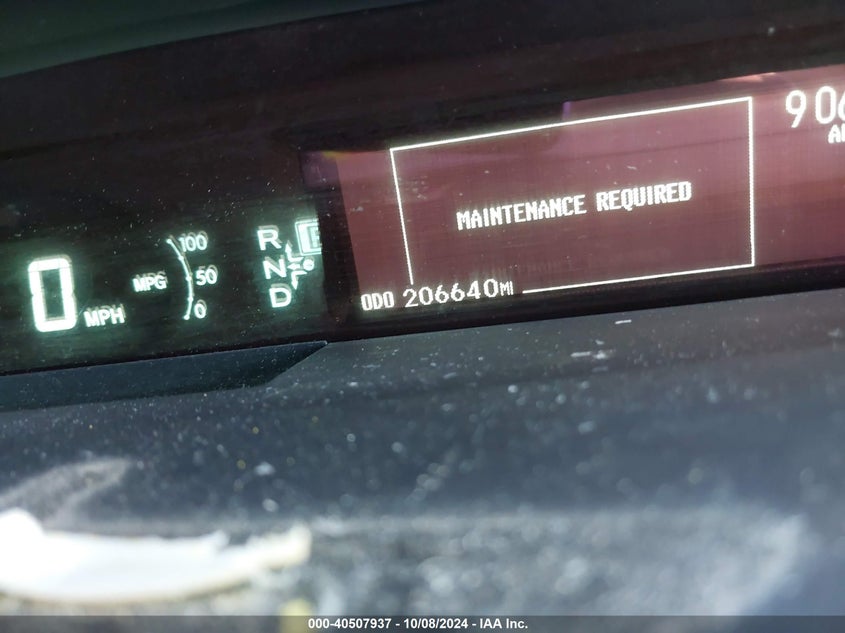 0 MPH
MPG
100
50
0
R
N
D
MAINTENANCE REQUIRED
ODO 206640MI
000-40507937 - 10/08/2024 - IAA Inc.